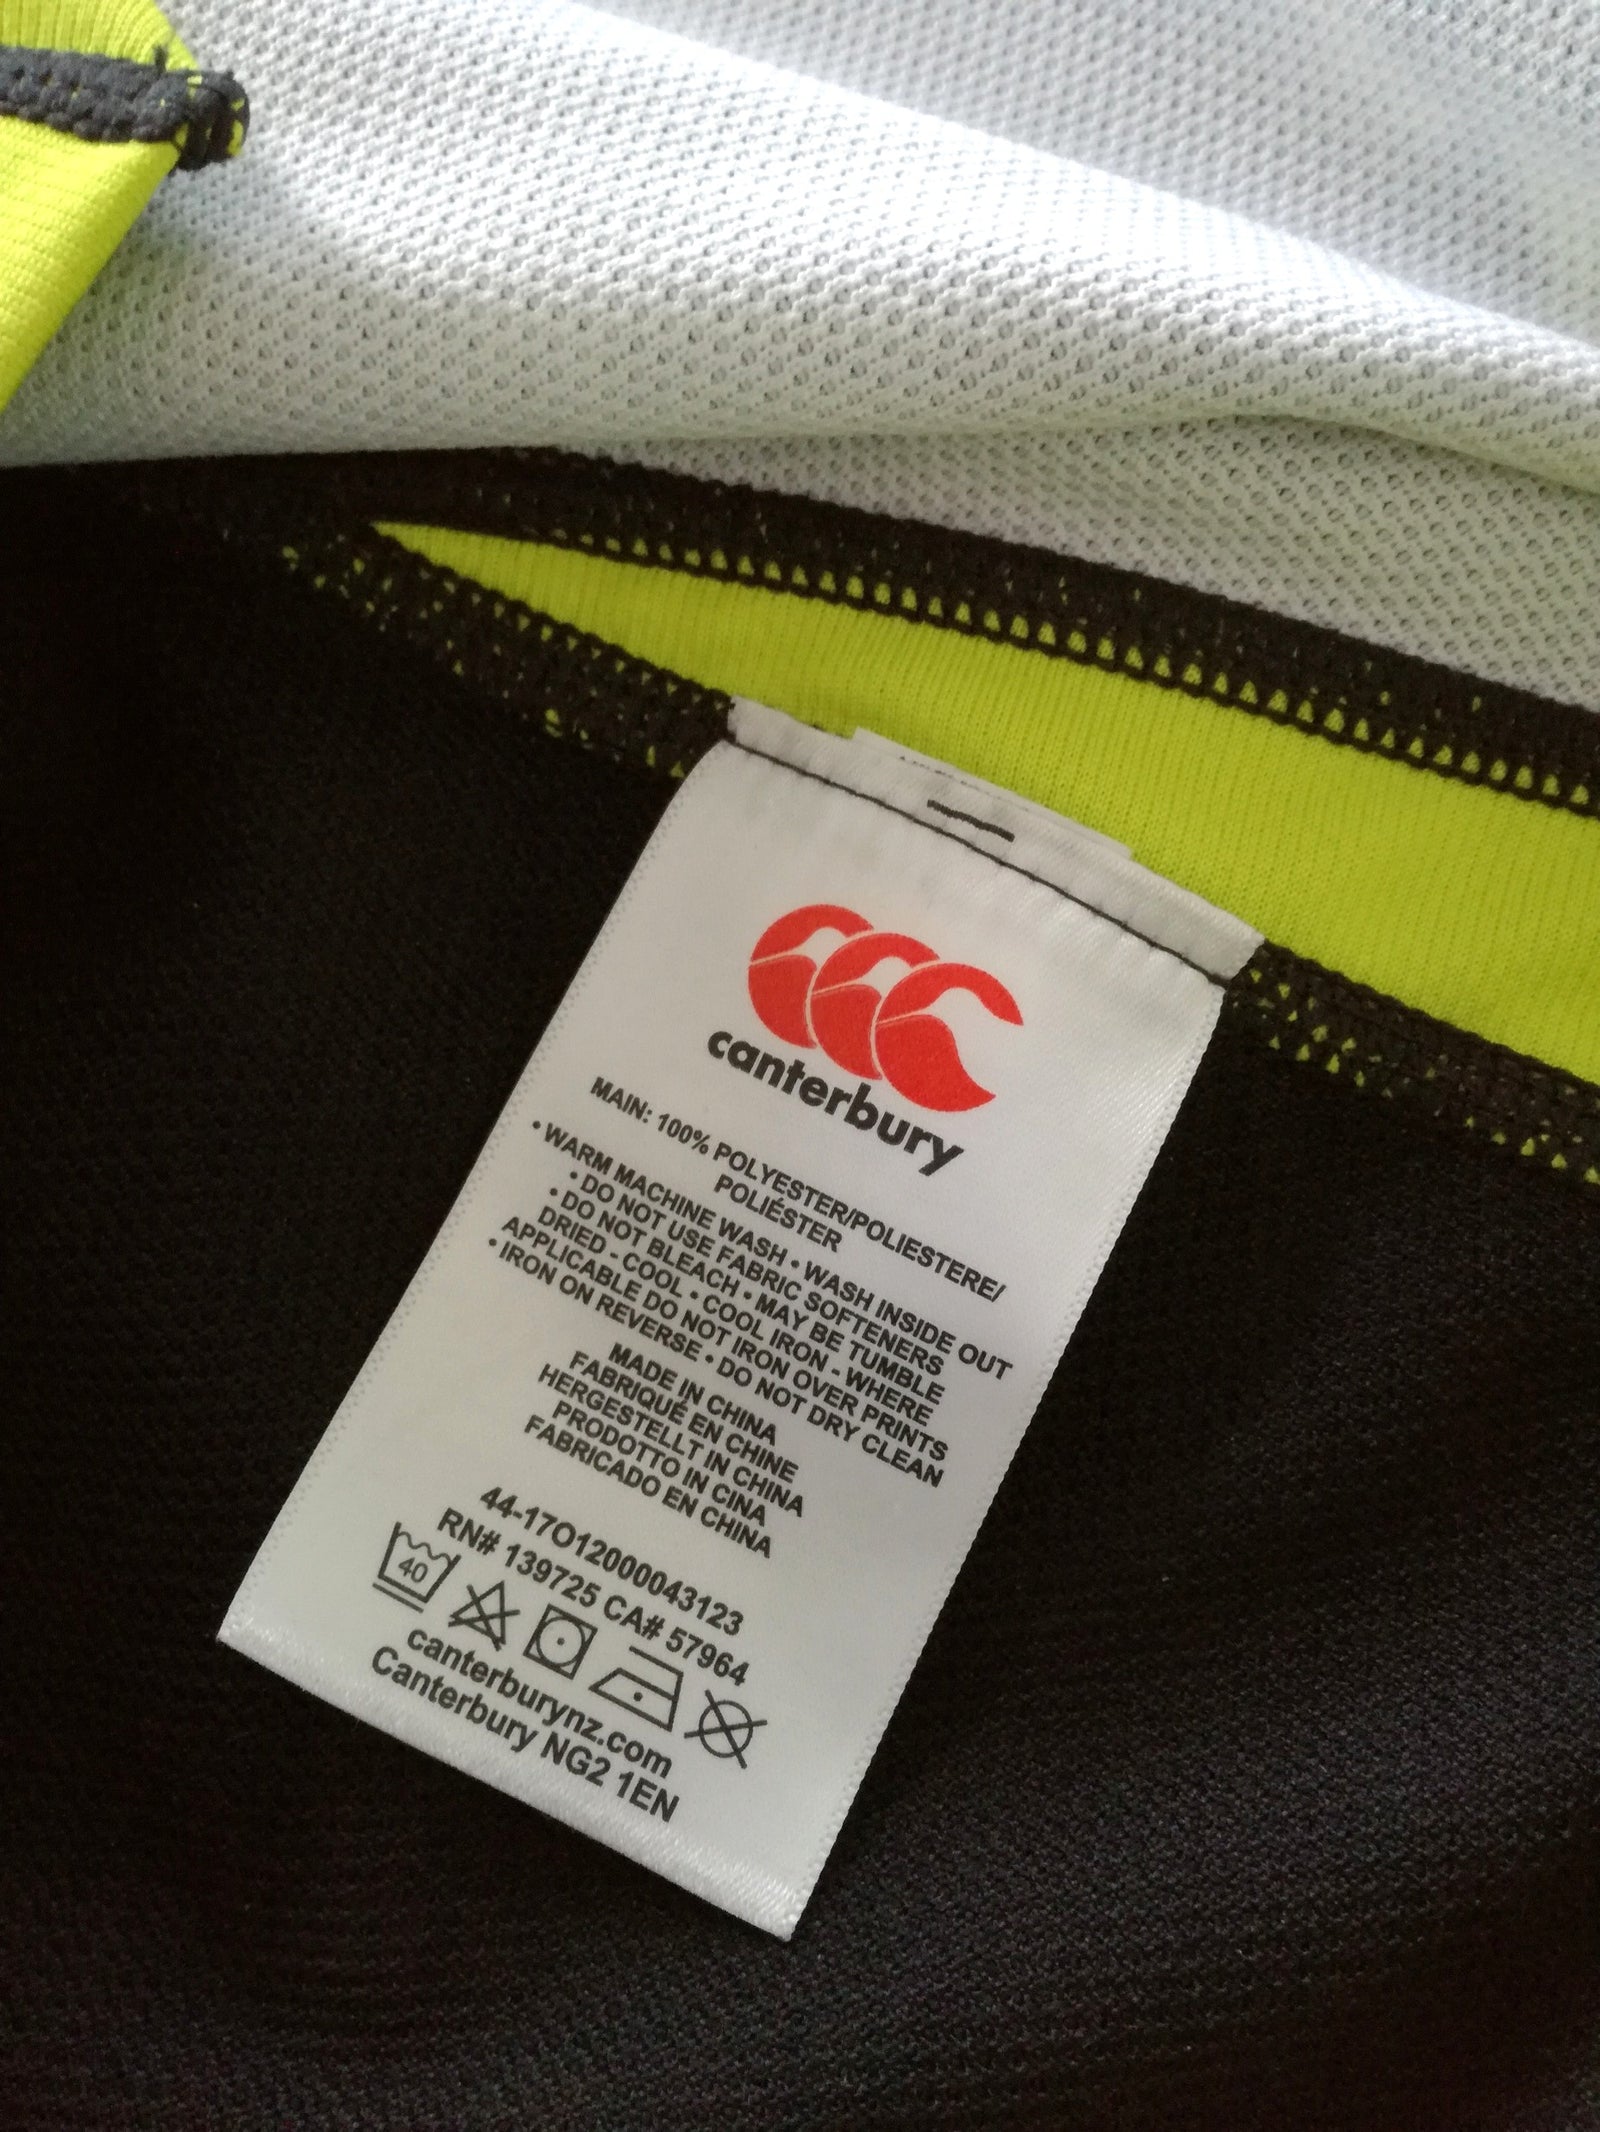 canterbury
MAIN: 100% POLYESTER/POLIESTERE/
POLIÉSTER
• WARM MACHINE WASH • WASH INSIDE OUT
• DO NOT USE FABRIC SOFTENERS
• DO NOT BLEACH • MAY BE TUMBLE
DRIED - COOL • COOL IRON - WHERE
APPLICABLE DO NOT IRON OVER PRINTS
• IRON ON REVERSE • DO NOT DRY CLEAN
MADE IN CHINA
FABRIQUÉ EN CHINE
HERGESTELLT IN CHINA
PRODOTTO IN CINA
FABRICADO EN CHINA
44-17O12000043123
RN# 139725 CA# 57964
40
canterburynz.com
Canterbury NG2 1EN